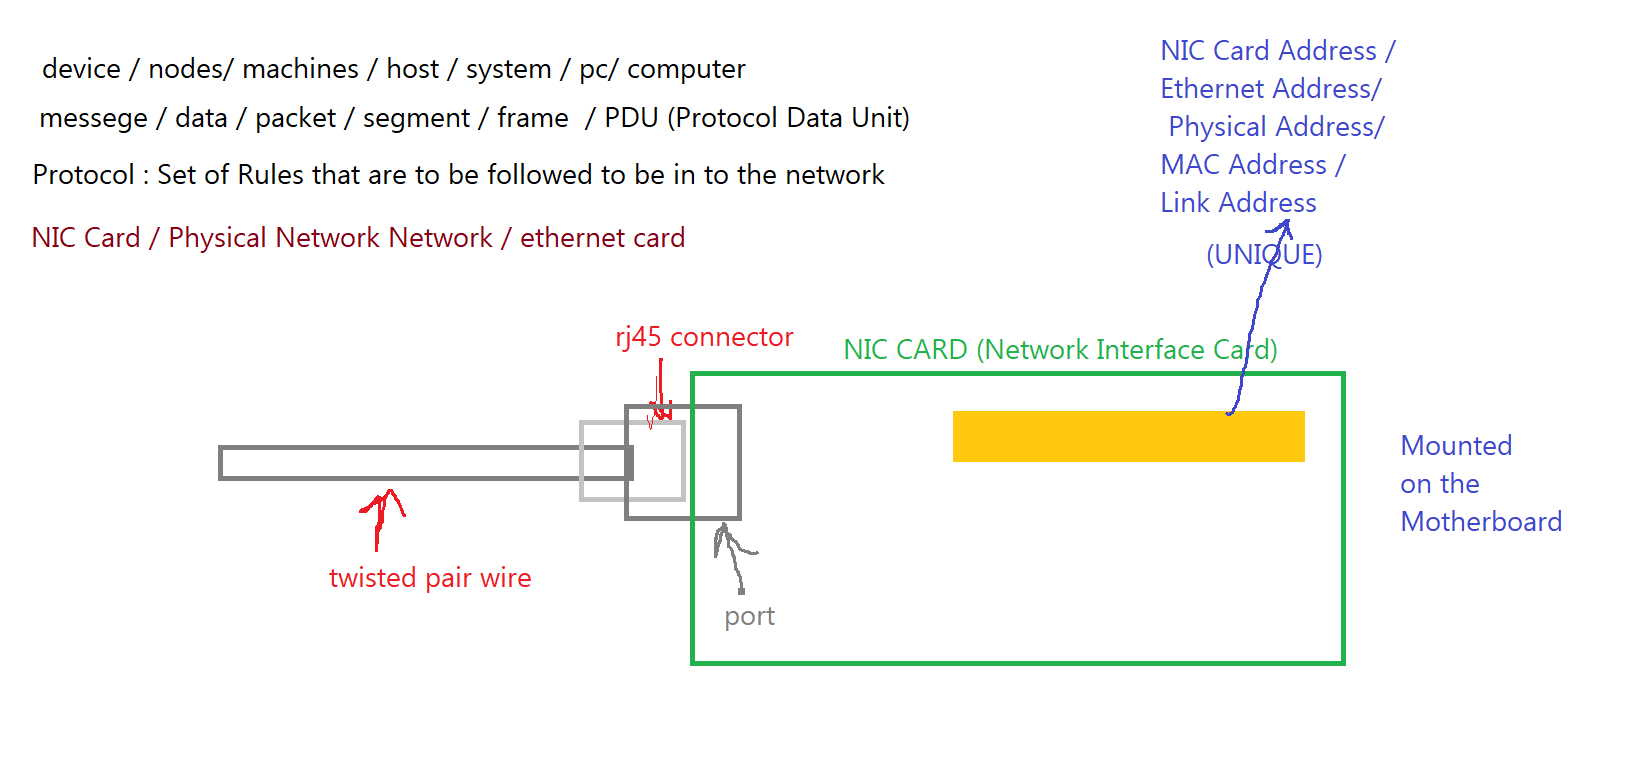 device / nodes/ machines / host / system / pc/ computer
messege / data / packet / segment / frame  / PDU (Protocol Data Unit)
Protocol : Set of Rules that are to be followed to be in to the network
NIC Card / Physical Network Network / ethernet card
NIC Card Address /
Ethernet Address/
Physical Address/
MAC Address /
Link Address
(UNIQUE)
rj45 connector
NIC CARD (Network Interface Card)
Mounted
on the
Motherboard
twisted pair wire
port